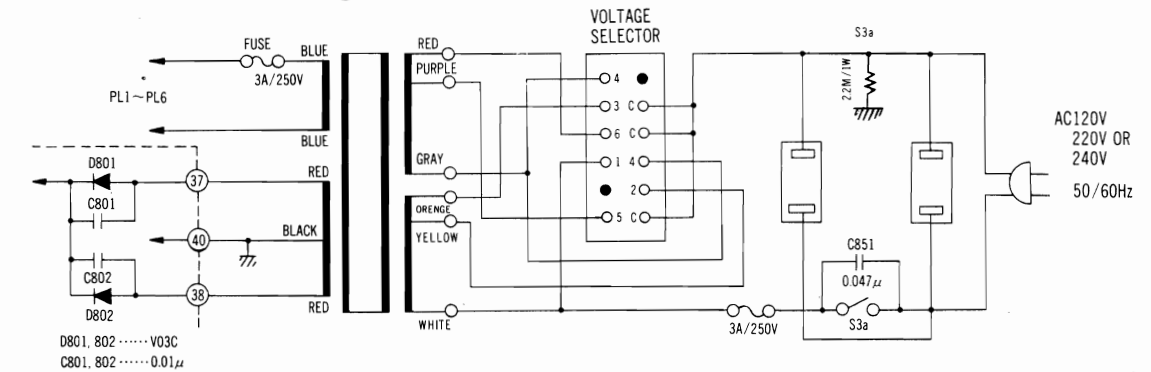 VOLTAGE
SELECTOR
S3a
FUSE
BLUE
3A/250V
PL1~PL6
BLUE
RED
PURPLE
GRAY
ORENGE
YELLOW
WHITE
4
3 C
6 C
1 4
2
5 C
2.2M/1W
AC120V
220V OR
240V
50/60Hz
D801
C801
37
RED
40
BLACK
C802
D802
38
RED
C851
0.047μ
S3a
3A/250V
D801, 802 ······ V03C
C801, 802 ······ 0.01μ